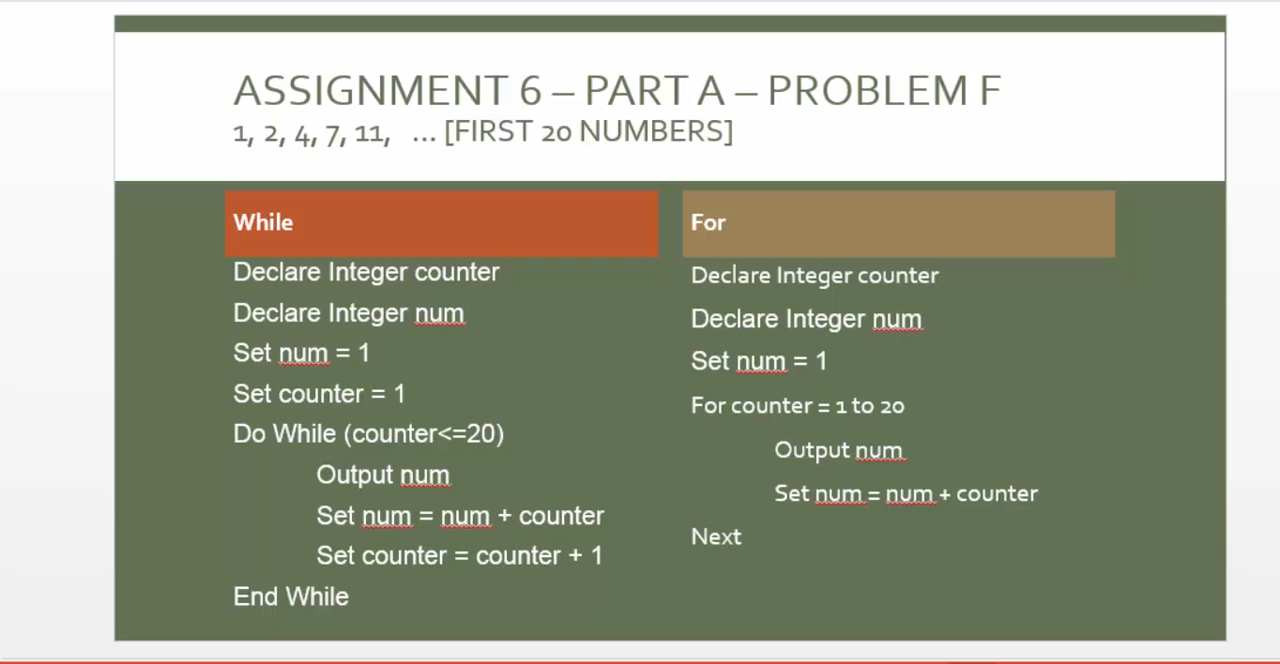 ASSIGNMENT 6 – PART A – PROBLEM F
1, 2, 4, 7, 11, … [FIRST 20 NUMBERS]
While
Declare Integer counter
Declare Integer num
Set num = 1
Set counter = 1
Do While (counter<=20)
Output num
Set num = num + counter
Set counter = counter + 1
End While
For
Declare Integer counter
Declare Integer num
Set num = 1
For counter = 1 to 20
Output num
Set num = num + counter
Next